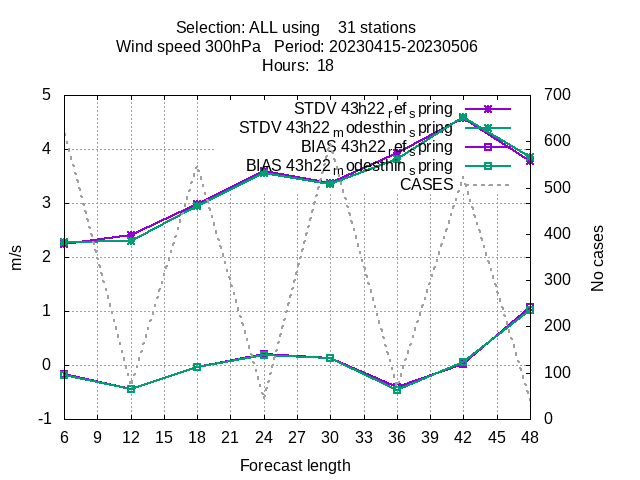 Selection: ALL using    31 stations
Wind speed 300hPa   Period: 20230415-20230506
Hours:  18
STDV 43h22_ref_spring
STDV 43h22_modesthin_spring
BIAS 43h22_ref_spring
BIAS 43h22_modesthin_spring
CASES
5
4
3
2
1
0
-1
700
600
500
400
300
200
100
0
m/s
No cases
6 9 12 15 18 21 24 27 30 33 36 39 42 45 48
Forecast length